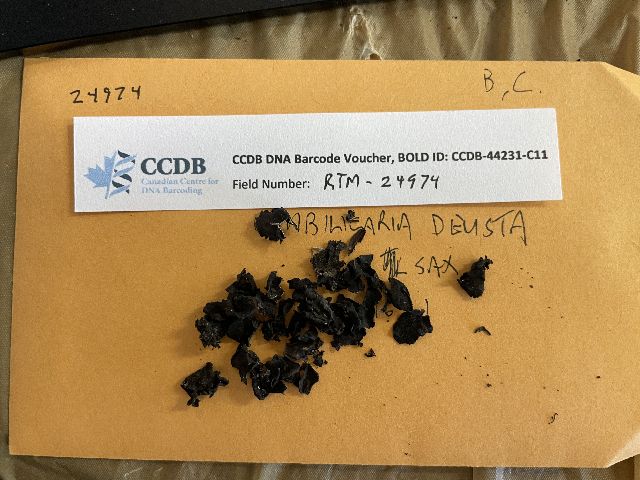 24974
B.C.
CCDB
Canadian Centre for
DNA Barcoding
CCDB DNA Barcode Voucher, BOLD ID: CCDB-44231-C11
Field Number: RTM-24974
DEUSTA
SAX